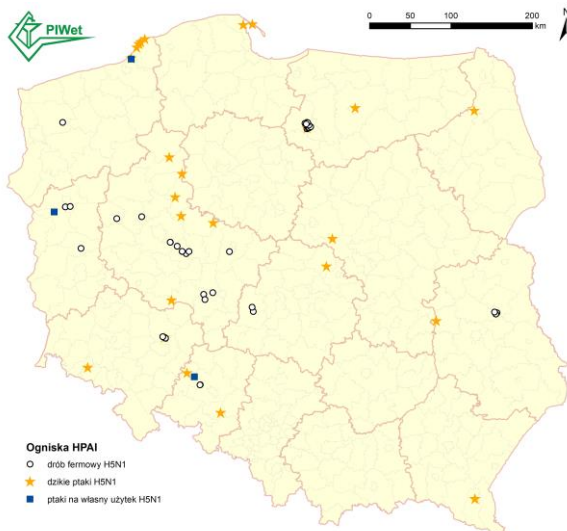 PIWet
0 50 100 200
km
N
Ogniska HPAI
drób fermowy H5N1
dzikie ptaki H5N1
ptaki na własny użytek H5N1